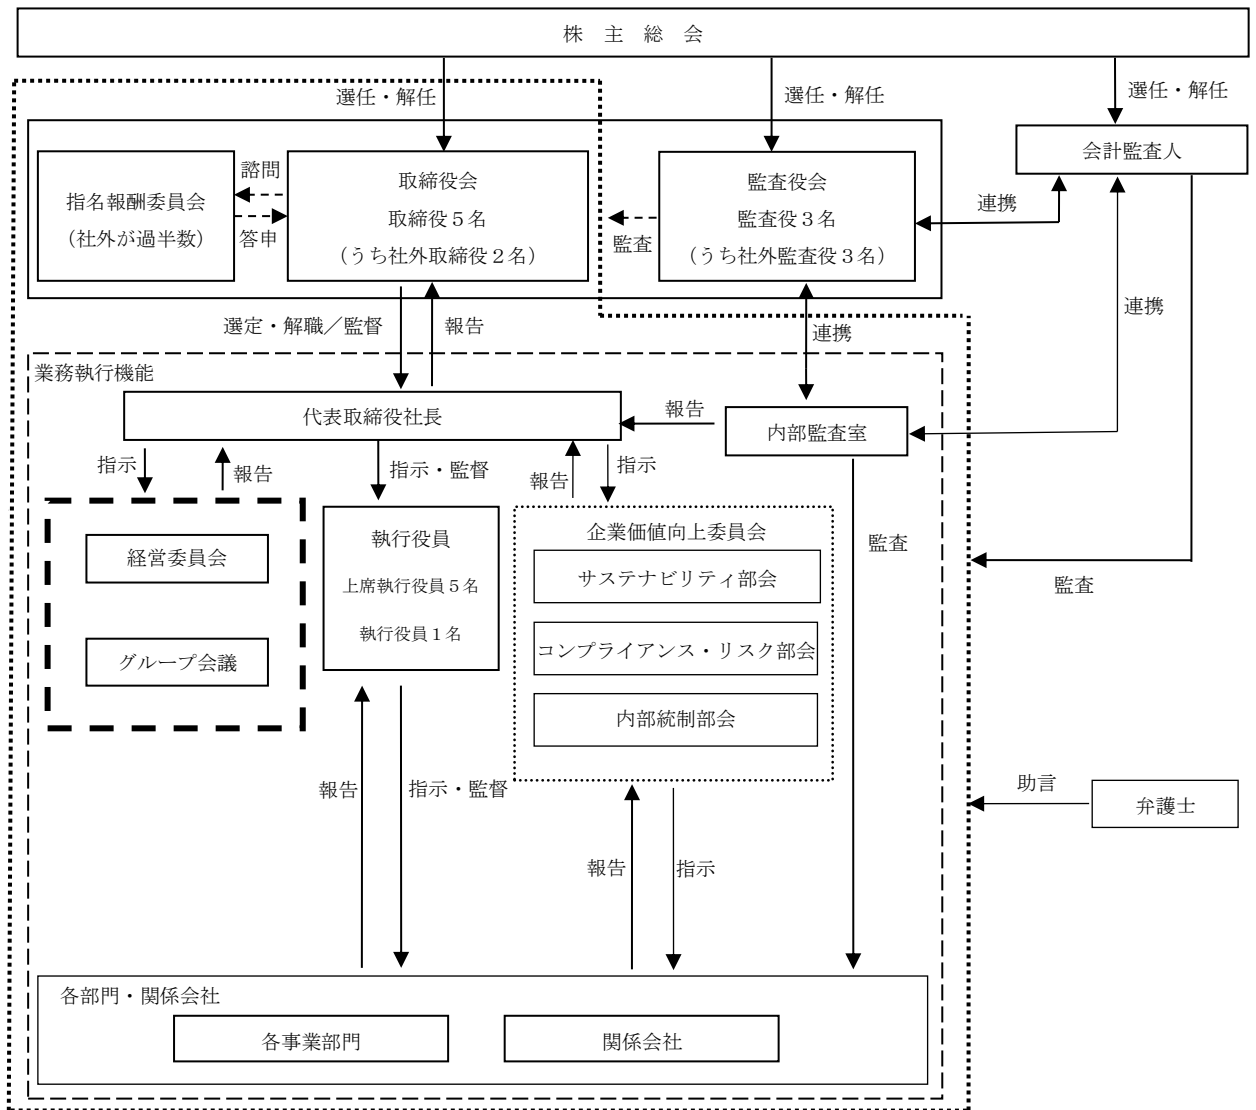 株 主 総 会
選任・解任
選任・解任
選任・解任
会計監査人
指名報酬委員会
(社外が過半数)
諮問
答申
取締役会
取締役5名
(うち社外取締役2名)
監査
監査役会
監査役3名
(うち社外監査役3名)
連携
連携
選定・解職/監督
報告
連携
業務執行機能
代表取締役社長
報告
内部監査室
指示
報告
指示・監督
報告
指示
経営委員会
グループ会議
執行役員
上席執行役員5名
執行役員1名
企業価値向上委員会
サステナビリティ部会
コンプライアンス・リスク部会
内部統制部会
監査
監査
報告
指示・監督
報告
指示
助言
弁護士
各部門・関係会社
各事業部門
関係会社